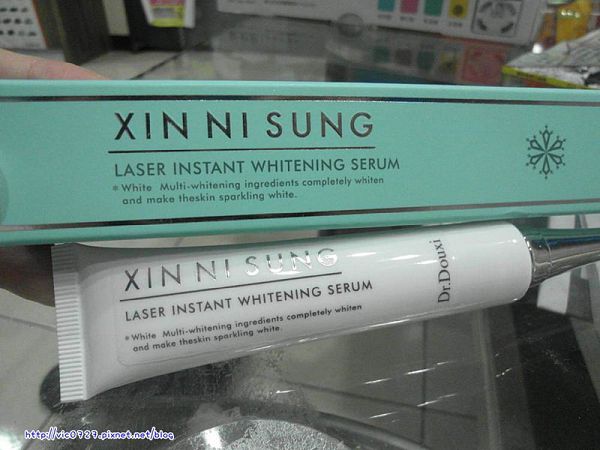 XIN NI SUNG
LASER INSTANT WHITENING SERUM
*White Multi-whitening ingredients completely whiten
and make theskin sparkling white.
XIN NI SUNG
LASER INSTANT WHITENING SERUM
*White Multi-whitening ingredients completely whiten
and make theskin sparkling white.
Dr.Douxi
http://vic0727.pixnet.net/blog